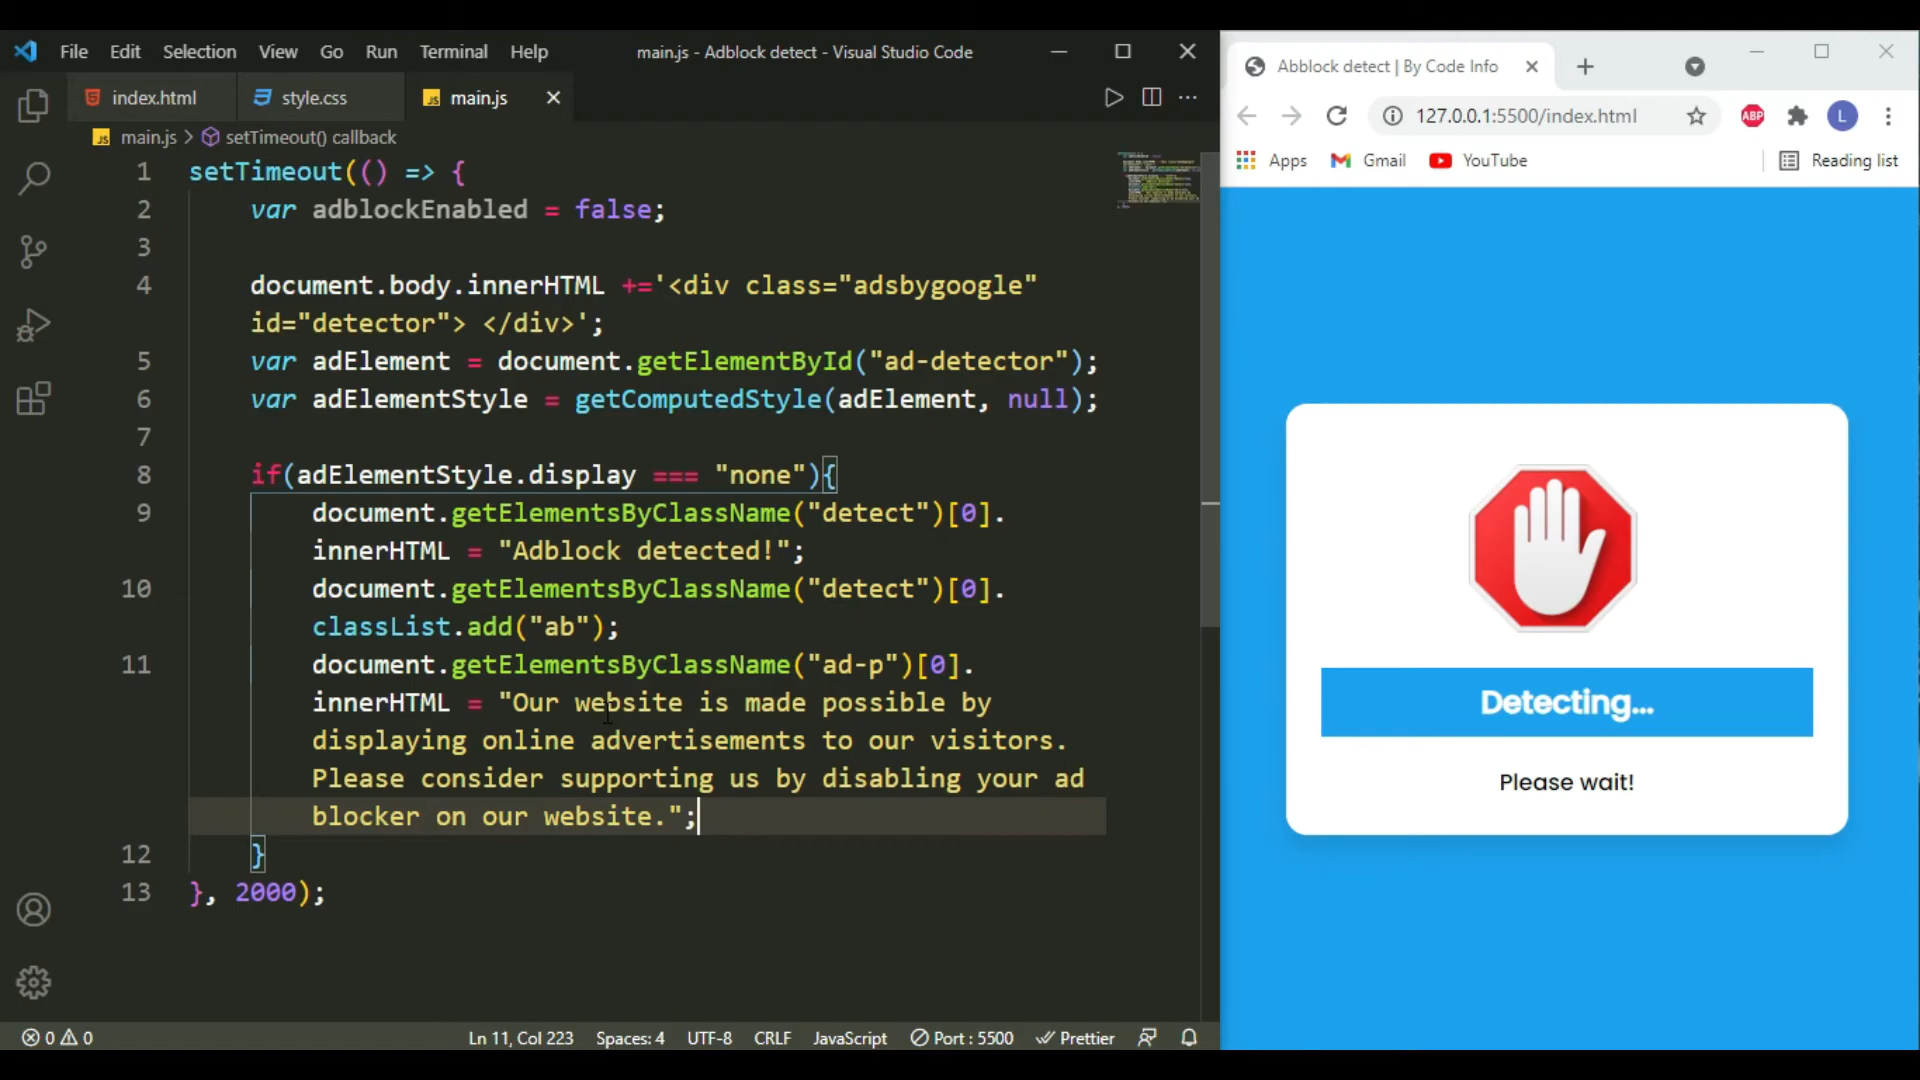 File Edit Selection View Go Run Terminal Help main.js - Adblock detect - Visual Studio Code
index.html style.css JS main.js
JS main.js > setTimeout() callback
1 setTimeout(() => {
2 var adblockEnabled = false;
3
4 document.body.innerHTML +='<div class="adsbygoogle"
id="detector"> </div>';
5 var adElement = document.getElementById("ad-detector");
6 var adElementStyle = getComputedStyle(adElement, null);
7
8 if(adElementStyle.display === "none"){
9 document.getElementsByClassName("detect")[0].
innerHTML = "Adblock detected!";
10 document.getElementsByClassName("detect")[0].
classList.add("ab");
11 document.getElementsByClassName("ad-p")[0].
innerHTML = "Our website is made possible by
displaying online advertisements to our visitors.
Please consider supporting us by disabling your ad
blocker on our website.";
12 }
13 }, 2000);
0 0 Ln 11, Col 223 Spaces: 4 UTF-8 CRLF JavaScript Port : 5500 Prettier
Abblock detect | By Code Info
127.0.0.1:5500/index.html ABP L
Apps Gmail YouTube Reading list
Detecting...
Please wait!